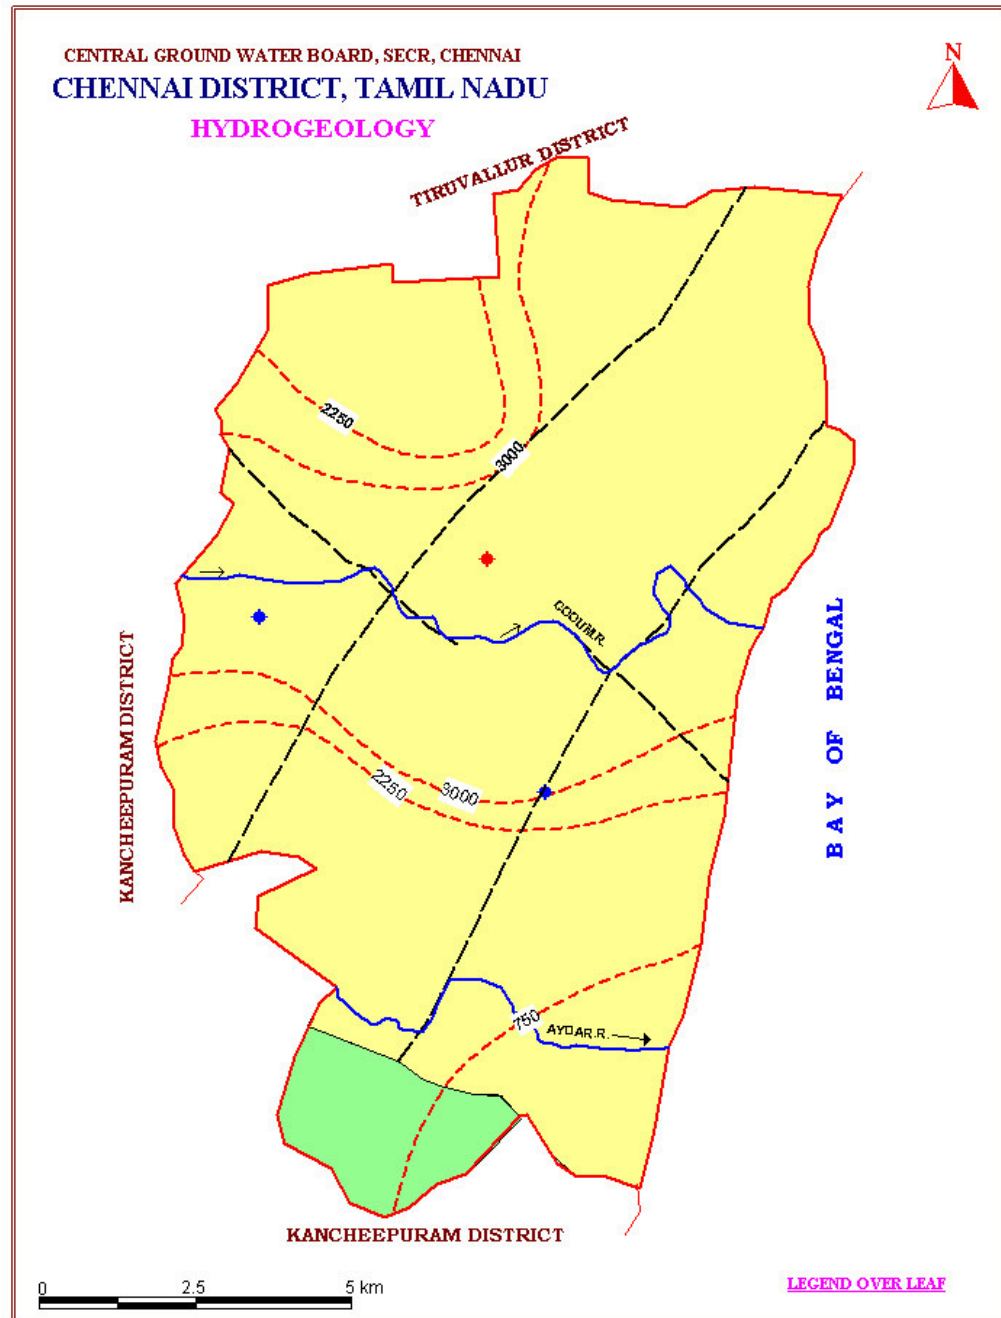 CENTRAL GROUND WATER BOARD, SECR, CHENNAI
CHENNAI DISTRICT, TAMIL NADU
HYDROGEOLOGY
N
TIRUVALLUR DISTRICT
2250
3000
COOUM.R.
KANCHEEPURAM DISTRICT
BAY OF BENGAL
2250
3000
750
AYDAR.R.
KANCHEEPURAM DISTRICT
0 2.5 5 km
LEGEND OVER LEAF